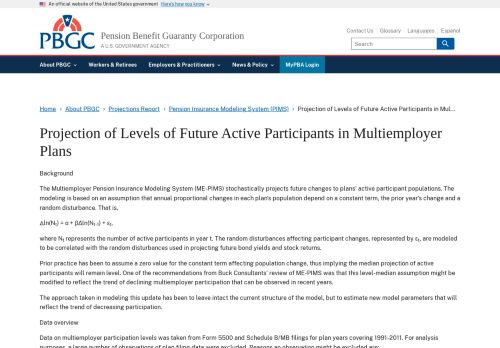 An official website of the United States government Here's how you know
PBGC
Pension Benefit Guaranty Corporation
A U.S. GOVERNMENT AGENCY
Contact Us Glossary Languages Español
Search
About PBGC Workers & Retirees Employers & Practitioners News & Policy MyPBA Login
Home › About PBGC › Projections Report › Pension Insurance Modeling System (PIMS) › Projection of Levels of Future Active Participants in Mul...
Projection of Levels of Future Active Participants in Multiemployer
Plans
Background
The Multiemployer Pension Insurance Modeling System (ME-PIMS) stochastically projects future changes to plans' active participant populations. The
modeling is based on an assumption that annual proportional changes in each plan's population depend on a constant term, the prior year's change and a
random disturbance. That is,
Δln(Nt) = α + βΔln(Nt-1) + εt,
where Nt represents the number of active participants in year t. The random disturbances affecting participant changes, represented by εt, are modeled
to be correlated with the random disturbances used in projecting future bond yields and stock returns.
Prior practice has been to assume a zero value for the constant term affecting population change, thus implying the median projection of active
participants will remain level. One of the recommendations from Buck Consultants' review of ME-PIMS was that this level-median assumption might be
modified to reflect the trend of declining multiemployer participation that can be observed in recent years.
The approach taken in modeling this update has been to leave intact the current structure of the model, but to estimate new model parameters that will
reflect the trend of decreasing participation.
Data overview
Data on multiemployer participation levels was taken from Form 5500 and Schedule B/MB filings for plan years covering 1991-2011. For analysis
purposes, a large number of observations of plan filing data were excluded. Reasons an observation might be excluded are: